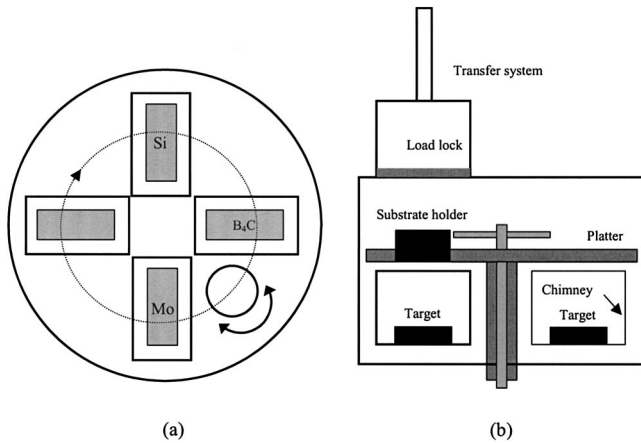 Si
B₄C
Mo
(a)
Transfer system
Load lock
Substrate holder
Platter
Chimney
Target
Target
(b)